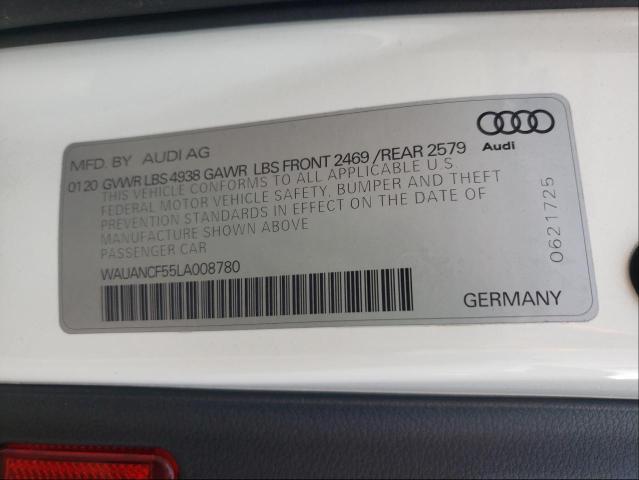 MFD. BY AUDI AG
0120 GVWR LBS 4938 GAWR LBS FRONT 2469 /REAR 2579
THIS VEHICLE CONFORMS TO ALL APPLICABLE U.S.
FEDERAL MOTOR VEHICLE SAFETY, BUMPER AND THEFT
PREVENTION STANDARDS IN EFFECT ON THE DATE OF
MANUFACTURE SHOWN ABOVE
PASSENGER CAR
WAUANCF55LA008780
Audi
0621725
GERMANY